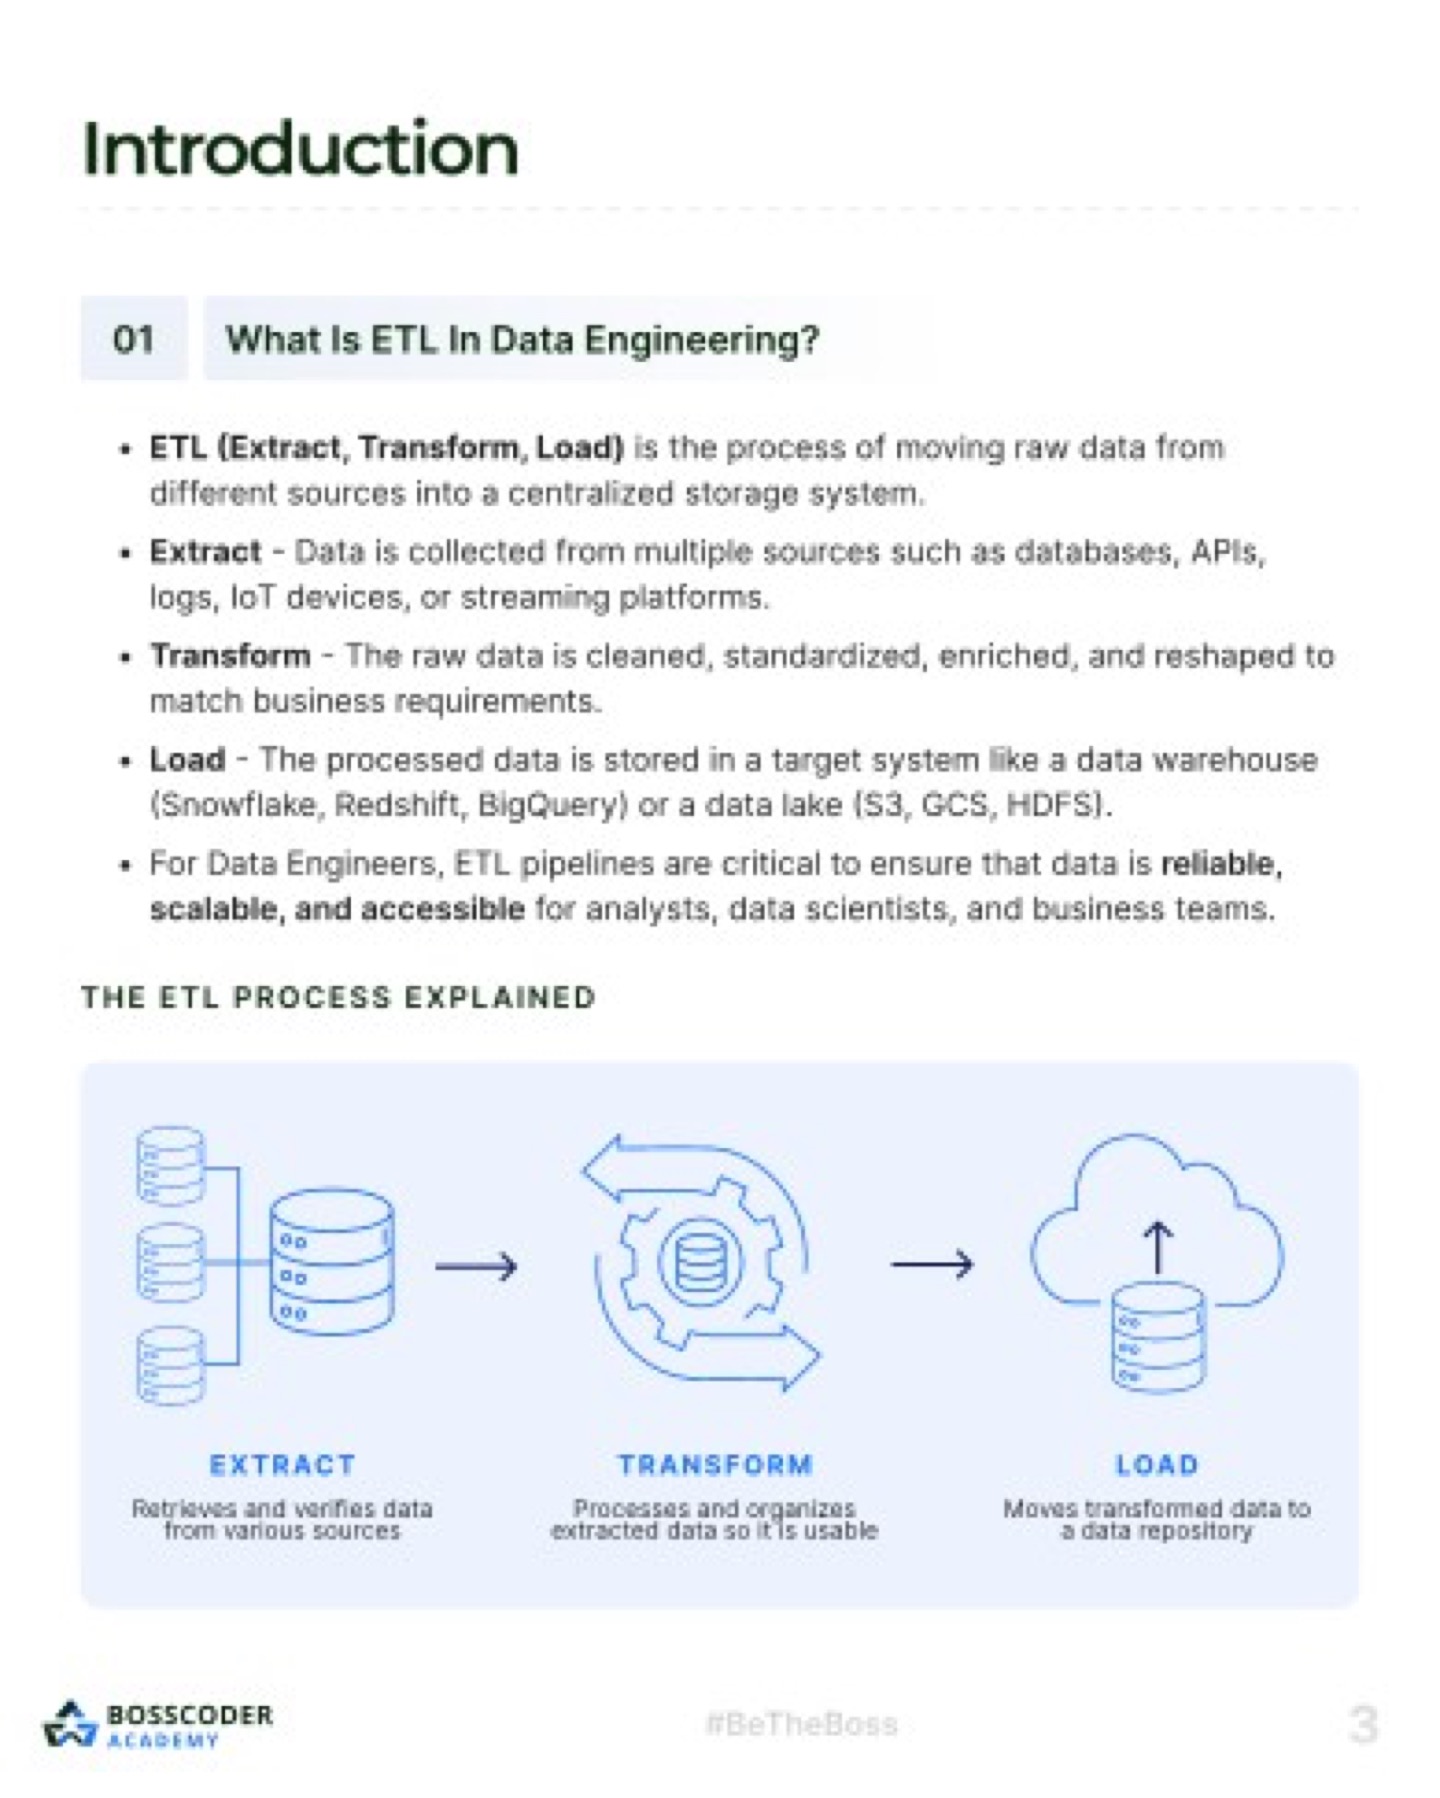 Introduction
01
What Is ETL In Data Engineering?
• ETL (Extract, Transform, Load) is the process of moving raw data from
different sources into a centralized storage system.
• Extract - Data is collected from multiple sources such as databases, APIs,
logs, IoT devices, or streaming platforms.
• Transform - The raw data is cleaned, standardized, enriched, and reshaped to
match business requirements.
• Load - The processed data is stored in a target system like a data warehouse
(Snowflake, Redshift, BigQuery) or a data lake (S3, GCS, HDFS).
• For Data Engineers, ETL pipelines are critical to ensure that data is reliable,
scalable, and accessible for analysts, data scientists, and business teams.
THE ETL PROCESS EXPLAINED
EXTRACT
Retrieves and verifies data
from various sources
TRANSFORM
Processes and organizes
extracted data so it is usable
LOAD
Moves transformed data to
a data repository
BOSSCODER
ACADEMY
#BeTheBoss
3